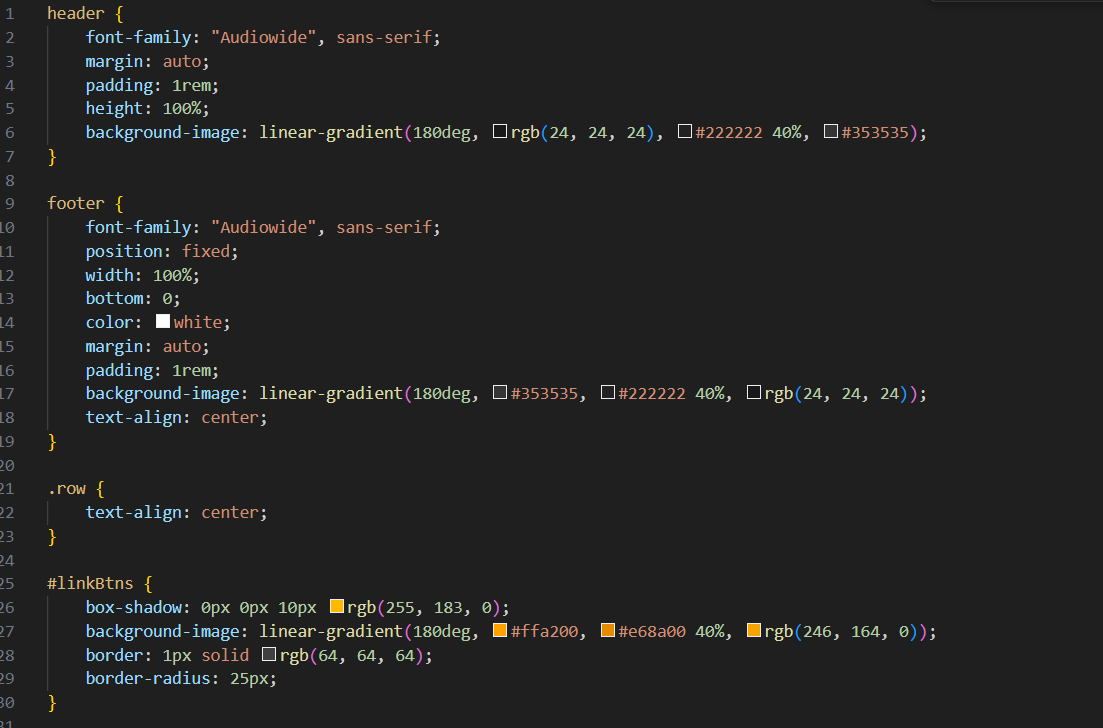 1 header {
2 font-family: "Audiowide", sans-serif;
3 margin: auto;
4 padding: 1rem;
5 height: 100%;
6 background-image: linear-gradient(180deg, rgb(24, 24, 24), #222222 40%, #353535);
7 }
8
9 footer {
10 font-family: "Audiowide", sans-serif;
11 position: fixed;
12 width: 100%;
13 bottom: 0;
14 color: white;
15 margin: auto;
16 padding: 1rem;
17 background-image: linear-gradient(180deg, #353535, #222222 40%, rgb(24, 24, 24));
18 text-align: center;
19 }
20
21 .row {
22 text-align: center;
23 }
24
25 #linkBtns {
26 box-shadow: 0px 0px 10px rgb(255, 183, 0);
27 background-image: linear-gradient(180deg, #ffa200, #e68a00 40%, rgb(246, 164, 0));
28 border: 1px solid rgb(64, 64, 64);
29 border-radius: 25px;
30 }
31